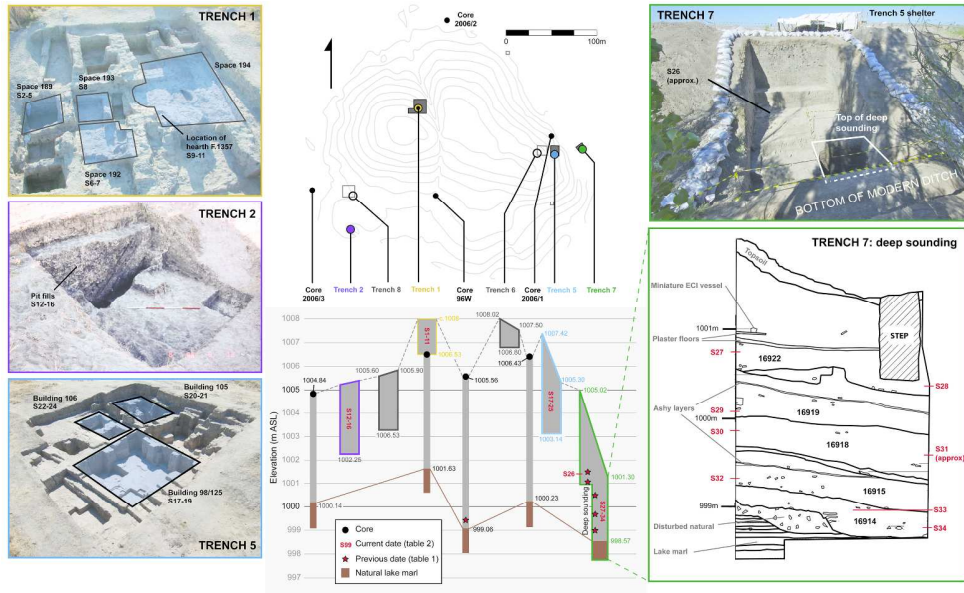 TRENCH 1
Space 193
S8
Space 194
Space 189
S2-5
Location of
hearth F.1357
S9-11
Space 192
S6-7
TRENCH 2
Pit fills
S12-16
Building 106
S22-24
Building 105
S20-21
Building 98/125
S17-19
TRENCH 5
Core
2006/2
0
100m
Core
2006/3
Trench 2
Trench 8
Trench 1
Core
96W
Trench 6
Core
2006/1
Trench 5
Trench 7
Elevation (m ASL)
1008
1007
1006
1005
1004
1003
1002
1001
1000
999
998
997
1004.84
1000.14
1005.60
S12-16
1002.25
1005.90
1006.53
S1-11
1008
1006.53
1001.63
1005.56
999.06
1008.02
1007.50
1006.80
1006.43
1000.23
1007.42
1005.30
S17-25
1003.14
1005.02
S26
1001.30
Deep sounding
S27-34
998.57
Core
S99 Current date (table 2)
Previous date (table 1)
Natural lake marl
TRENCH 7
Trench 5 shelter
S26
(approx.)
Top of deep
sounding
BOTTOM OF MODERN DITCH
TRENCH 7: deep sounding
Topsoil
Miniature ECI vessel
1001m
Plaster floors
STEP
S27
16922
S28
Ashy layers
S29
16919
1000m
S30
16918
S31
(approx)
S32
16915
999m
S33
16914
Disturbed natural
S34
Lake marl